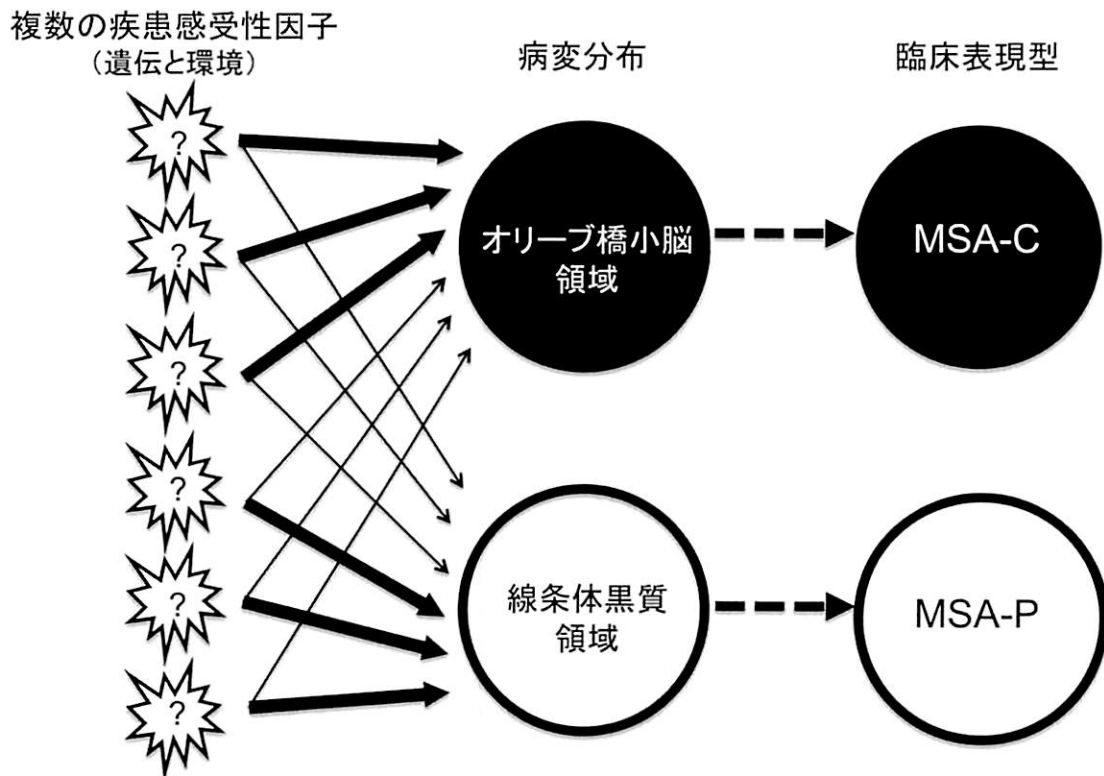 複数の疾患感受性因子
（遺伝と環境）
病変分布
臨床表現型
?
?
?
?
?
?
オリーブ橋小脳
領域
MSA-C
線条体黒質
領域
MSA-P